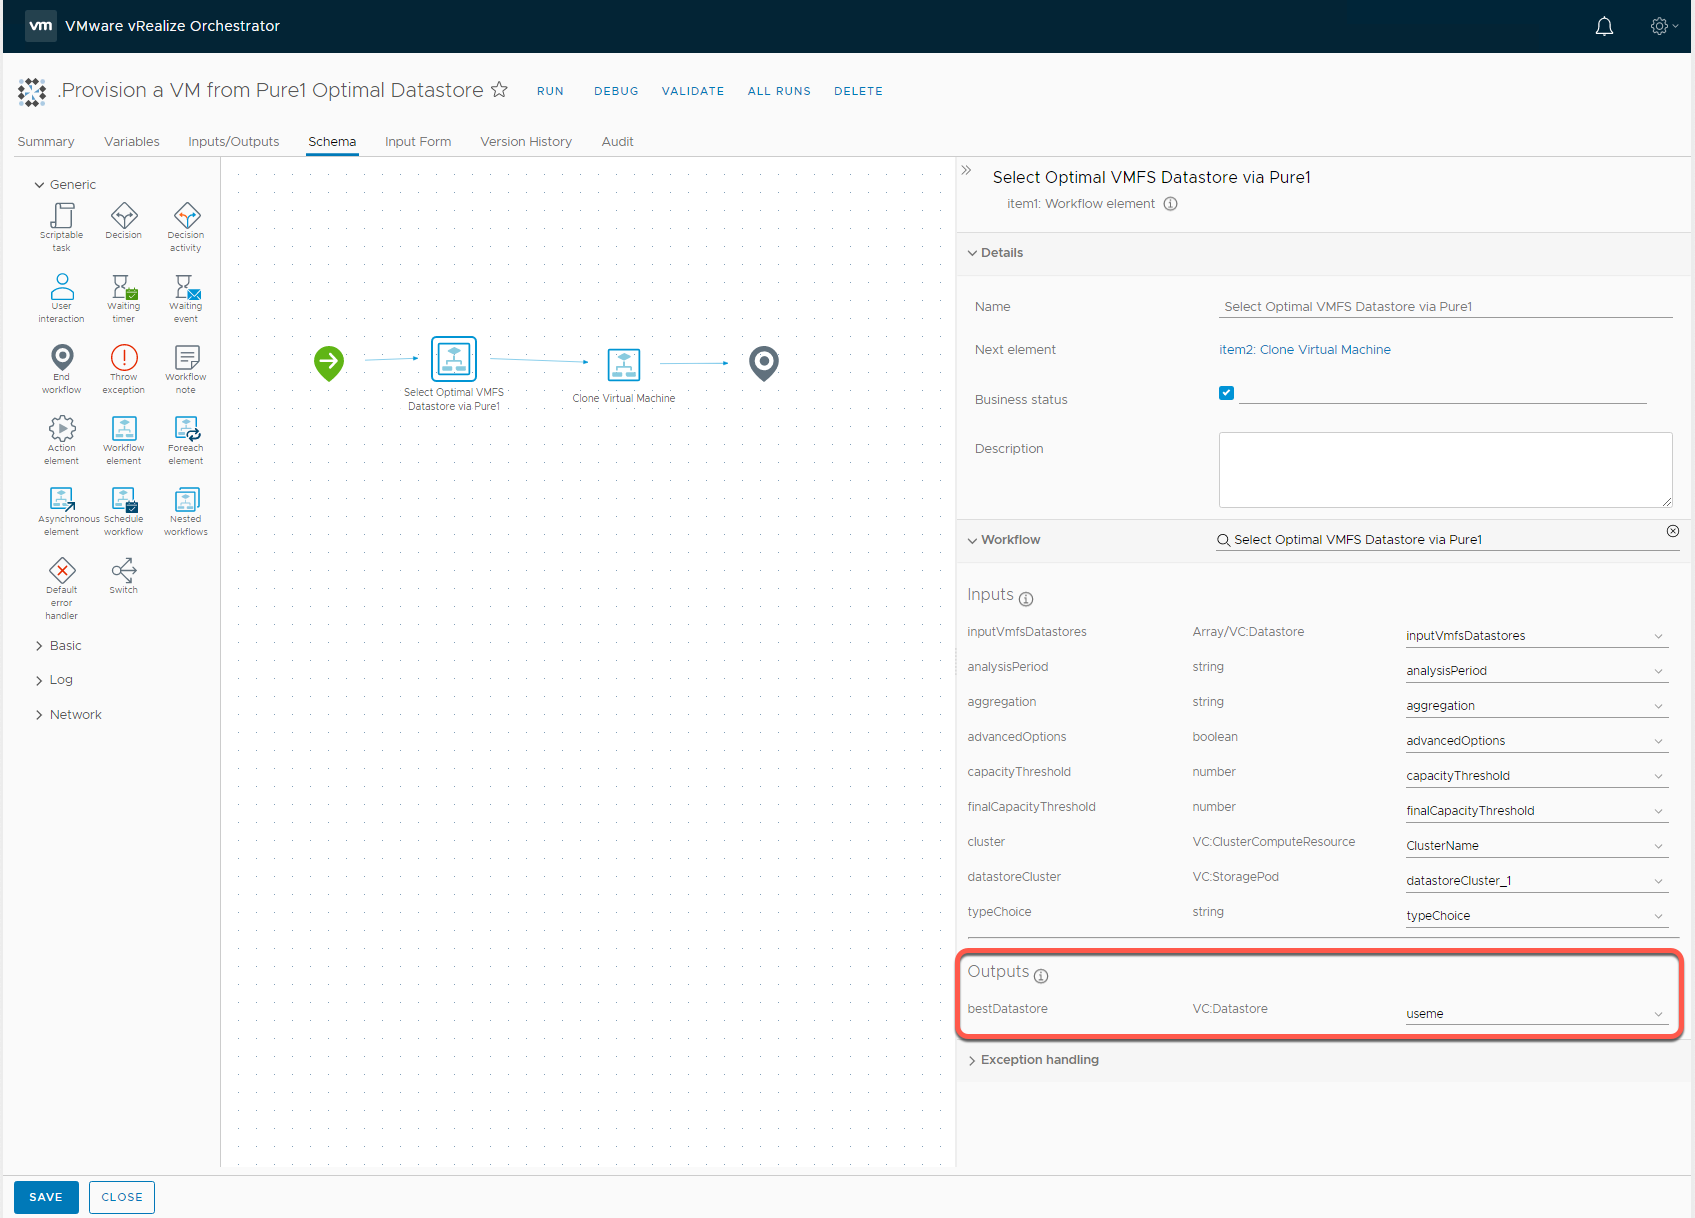 vm VMware vRealize Orchestrator
.Provision a VM from Pure1 Optimal Datastore RUN DEBUG VALIDATE ALL RUNS DELETE
Summary Variables Inputs/Outputs Schema Input Form Version History Audit
Generic
Scriptable task
Decision
Decision activity
User interaction
Waiting timer
Waiting event
End workflow
Throw exception
Workflow note
Action element
Workflow element
Foreach element
Asynchronous element
Schedule workflow
Nested workflows
Default error handler
Switch
Basic
Log
Network
Select Optimal VMFS
Datastore via Pure1
Clone Virtual Machine
Select Optimal VMFS Datastore via Pure1
item1: Workflow element
Details
Name Select Optimal VMFS Datastore via Pure1
Next element item2: Clone Virtual Machine
Business status
Description
Workflow Select Optimal VMFS Datastore via Pure1
Inputs
inputVmfsDatastores Array/VC:Datastore inputVmfsDatastores
analysisPeriod string analysisPeriod
aggregation string aggregation
advancedOptions boolean advancedOptions
capacityThreshold number capacityThreshold
finalCapacityThreshold number finalCapacityThreshold
cluster VC:ClusterComputeResource ClusterName
datastoreCluster VC:StoragePod datastoreCluster_1
typeChoice string typeChoice
Outputs
bestDatastore VC:Datastore useme
Exception handling
SAVE CLOSE